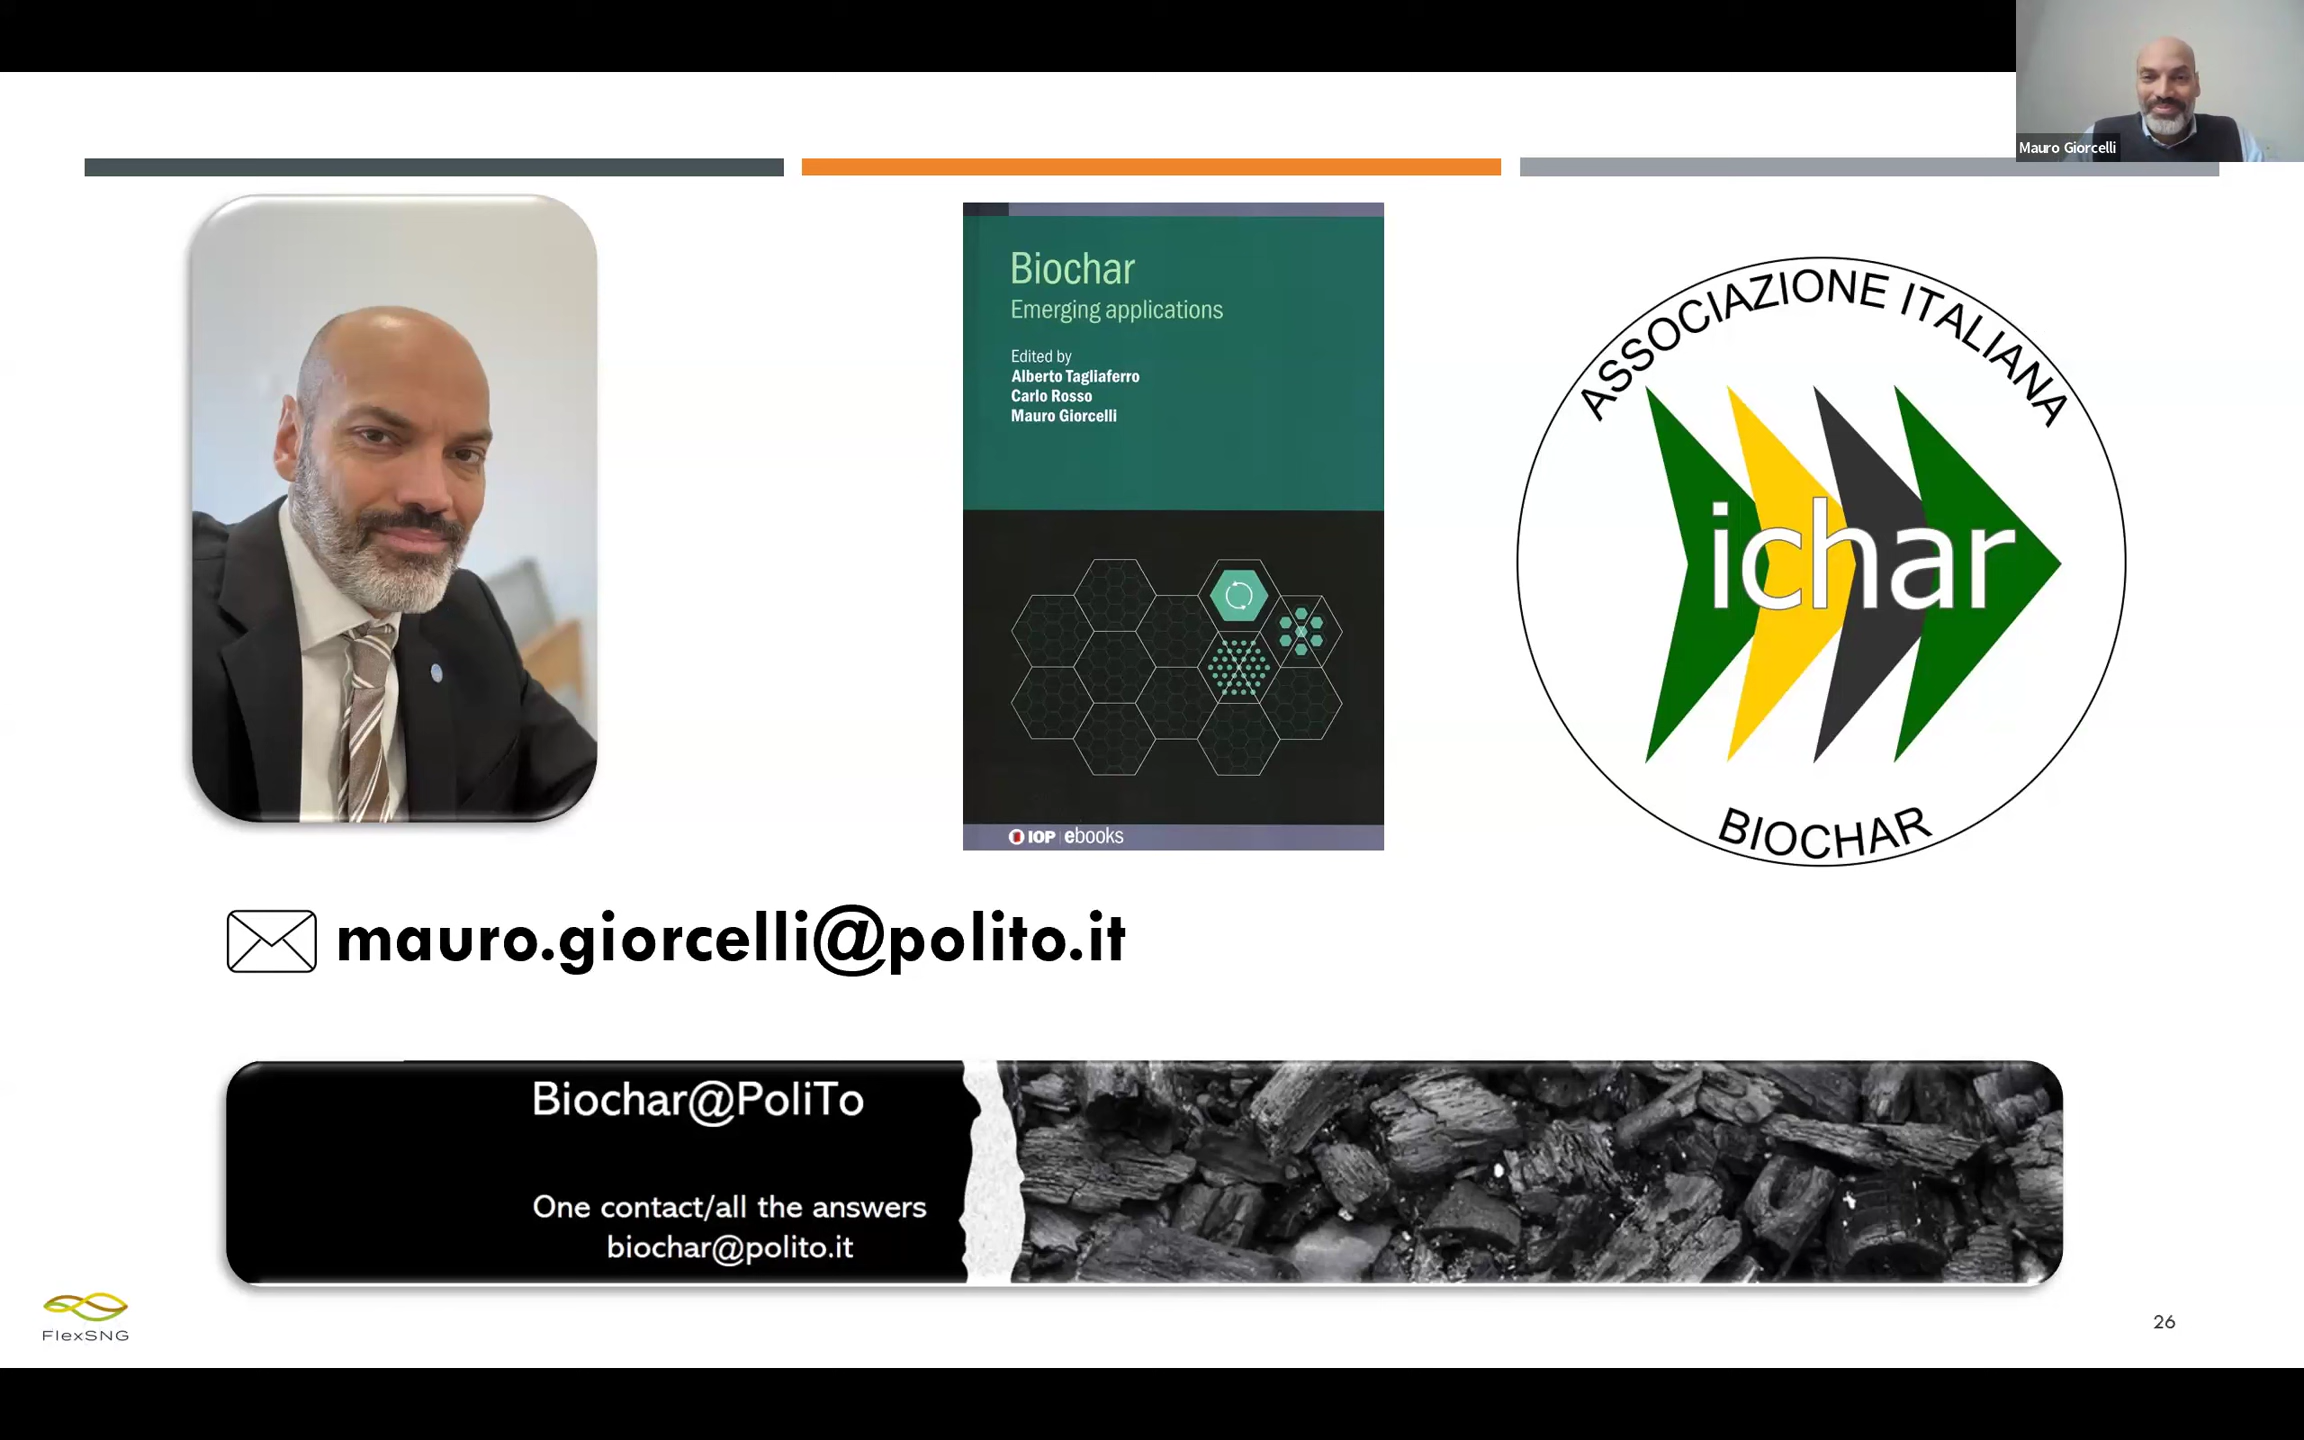 Mauro Giorcelli
Biochar
Emerging applications
Edited by
Alberto Tagliaferro
Carlo Rosso
Mauro Giorcelli
IOP ebooks
ASSOCIAZIONE ITALIANA
ichar
BIOCHAR
mauro.giorcelli@polito.it
Biochar@PoliTo
One contact/all the answers
biochar@polito.it
FlexSNG
26